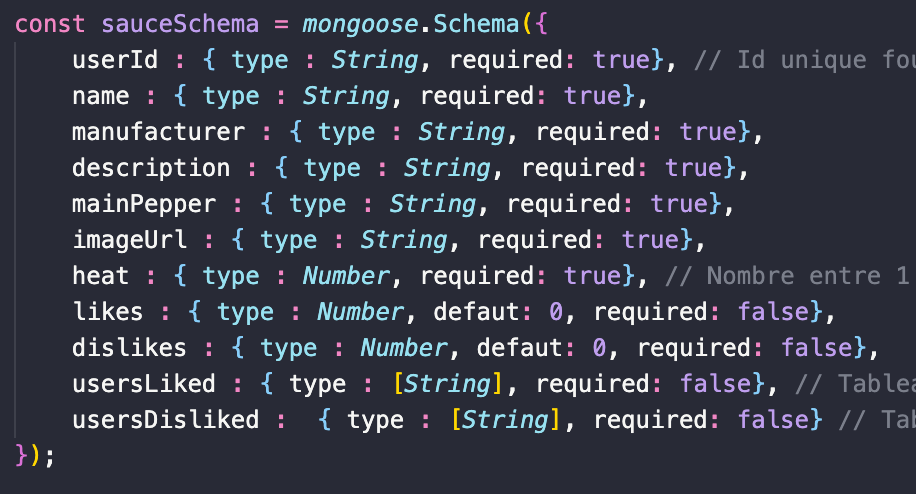 const sauceSchema = mongoose.Schema({
userId : { type : String, required: true}, // Id unique
name : { type : String, required: true},
manufacturer : { type : String, required: true},
description : { type : String, required: true},
mainPepper : { type : String, required: true},
imageUrl : { type : String, required: true},
heat : { type : Number, required: true}, // Nombre entre 1
likes : { type : Number, defaut: 0, required: false},
dislikes : { type : Number, defaut: 0, required: false},
usersLiked : { type : [String], required: false}, //
usersDisliked :  { type : [String], required: false} //
});